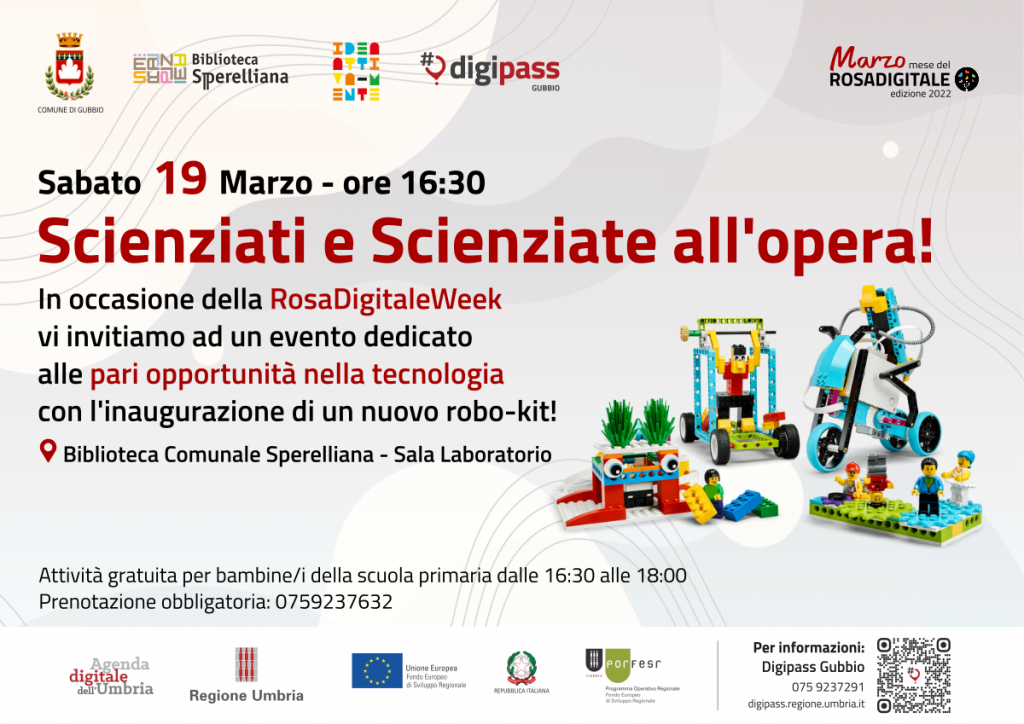 COMUNE DI GUBBIO
Biblioteca
Sperelliana
IDEA
ATTI
VA-M
ENTE
#digipass
GUBBIO
Marzo mese del
ROSADIGITALE
edizione 2022
Sabato 19 Marzo - ore 16:30
Scienziati e Scienziate all'opera!
In occasione della RosaDigitaleWeek
vi invitiamo ad un evento dedicato
alle pari opportunità nella tecnologia
con l'inaugurazione di un nuovo robo-kit!
Biblioteca Comunale Sperelliana - Sala Laboratorio
Attività gratuita per bambine/i della scuola primaria dalle 16:30 alle 18:00
Prenotazione obbligatoria: 0759237632
Agenda
digitale
dell'Umbria
Regione Umbria
Unione Europea
Fondo Europeo
di Sviluppo Regionale
REPUBBLICA ITALIANA
UMBRIA
porfesr
Programma Operativo Regionale
Fondo Europeo
di Sviluppo Regionale
Per informazioni:
Digipass Gubbio
075 9237291
digipass.regione.umbria.it